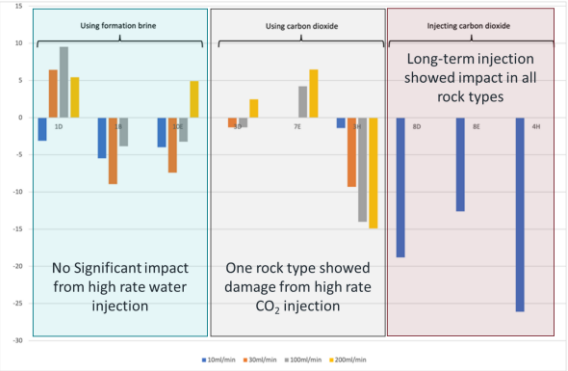 15
10
5
0
-5
-10
-15
-20
-25
-30
Using formation brine
Using carbon dioxide
Injecting carbon dioxide
Long-term injection
showed impact in all
rock types
1D
10E
7E
8D
8E
4H
No Significant impact
from high rate water
injection
One rock type showed
damage from high rate
CO₂ injection
10ml/min
30ml/min
100ml/min
200ml/min